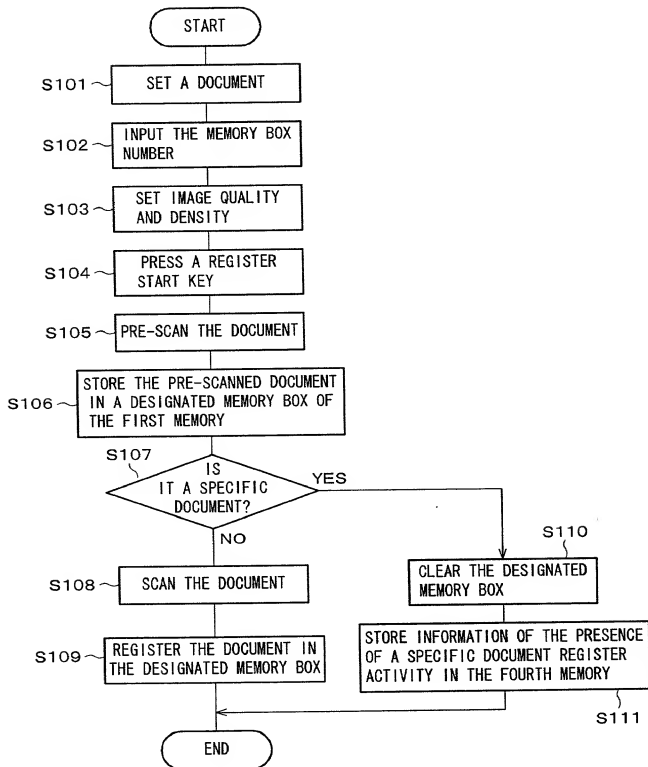 START
S101
SET A DOCUMENT
S102
INPUT THE MEMORY BOX
NUMBER
S103
SET IMAGE QUALITY
AND DENSITY
S104
PRESS A REGISTER
START KEY
S105
PRE-SCAN THE DOCUMENT
S106
STORE THE PRE-SCANNED DOCUMENT
IN A DESIGNATED MEMORY BOX OF
THE FIRST MEMORY
S107
IS
IT A SPECIFIC
DOCUMENT?
YES
NO
S108
SCAN THE DOCUMENT
S109
REGISTER THE DOCUMENT IN
THE DESIGNATED MEMORY BOX
S110
CLEAR THE DESIGNATED
MEMORY BOX
STORE INFORMATION OF THE PRESENCE
OF A SPECIFIC DOCUMENT REGISTER
ACTIVITY IN THE FOURTH MEMORY
S111
END